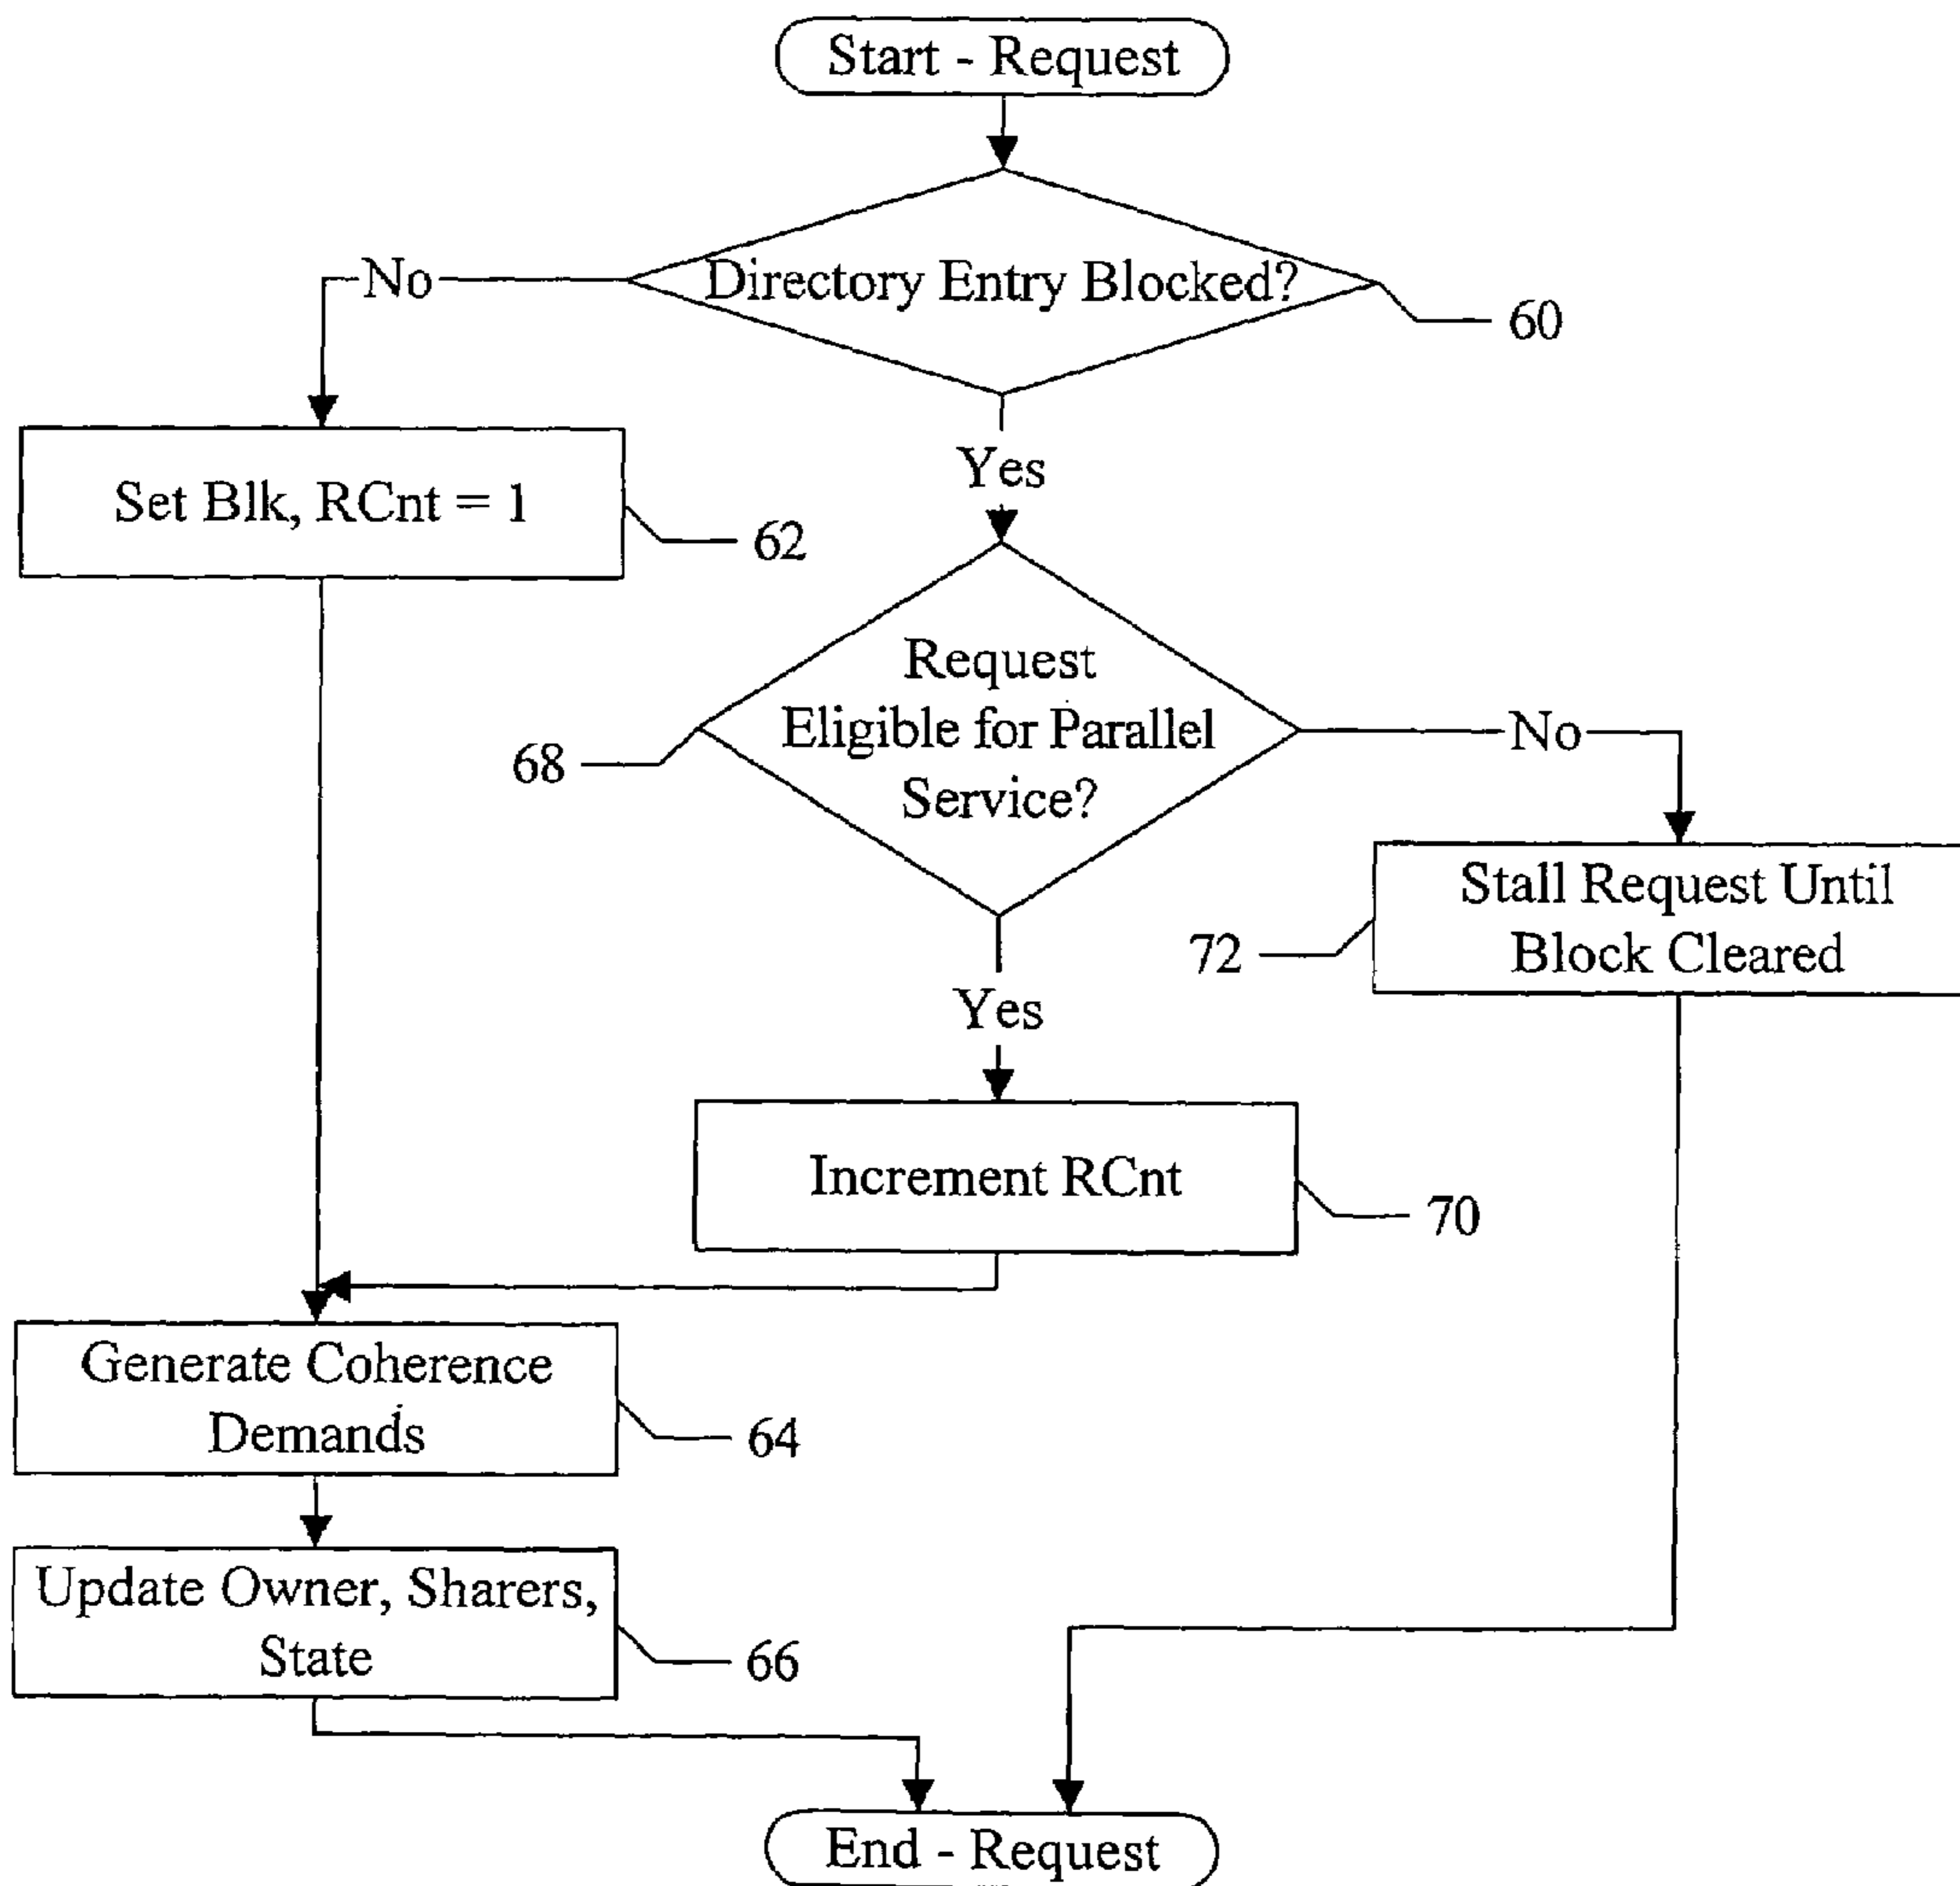 Start - Request
Directory Entry Blocked?
No
60
Set Blk, RCnt = 1
62
Yes
Request
Eligible for Parallel
Service?
68
No
Stall Request Until
Block Cleared
72
Yes
Increment RCnt
70
Generate Coherence
Demands
64
Update Owner, Sharers,
State
66
End - Request